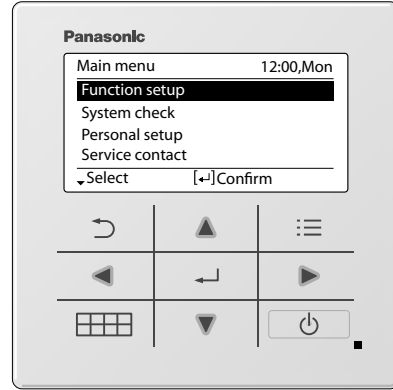 Panasonic
Main menu 12:00,Mon
Function setup
System check
Personal setup
Service contact
Select [↵]Confirm